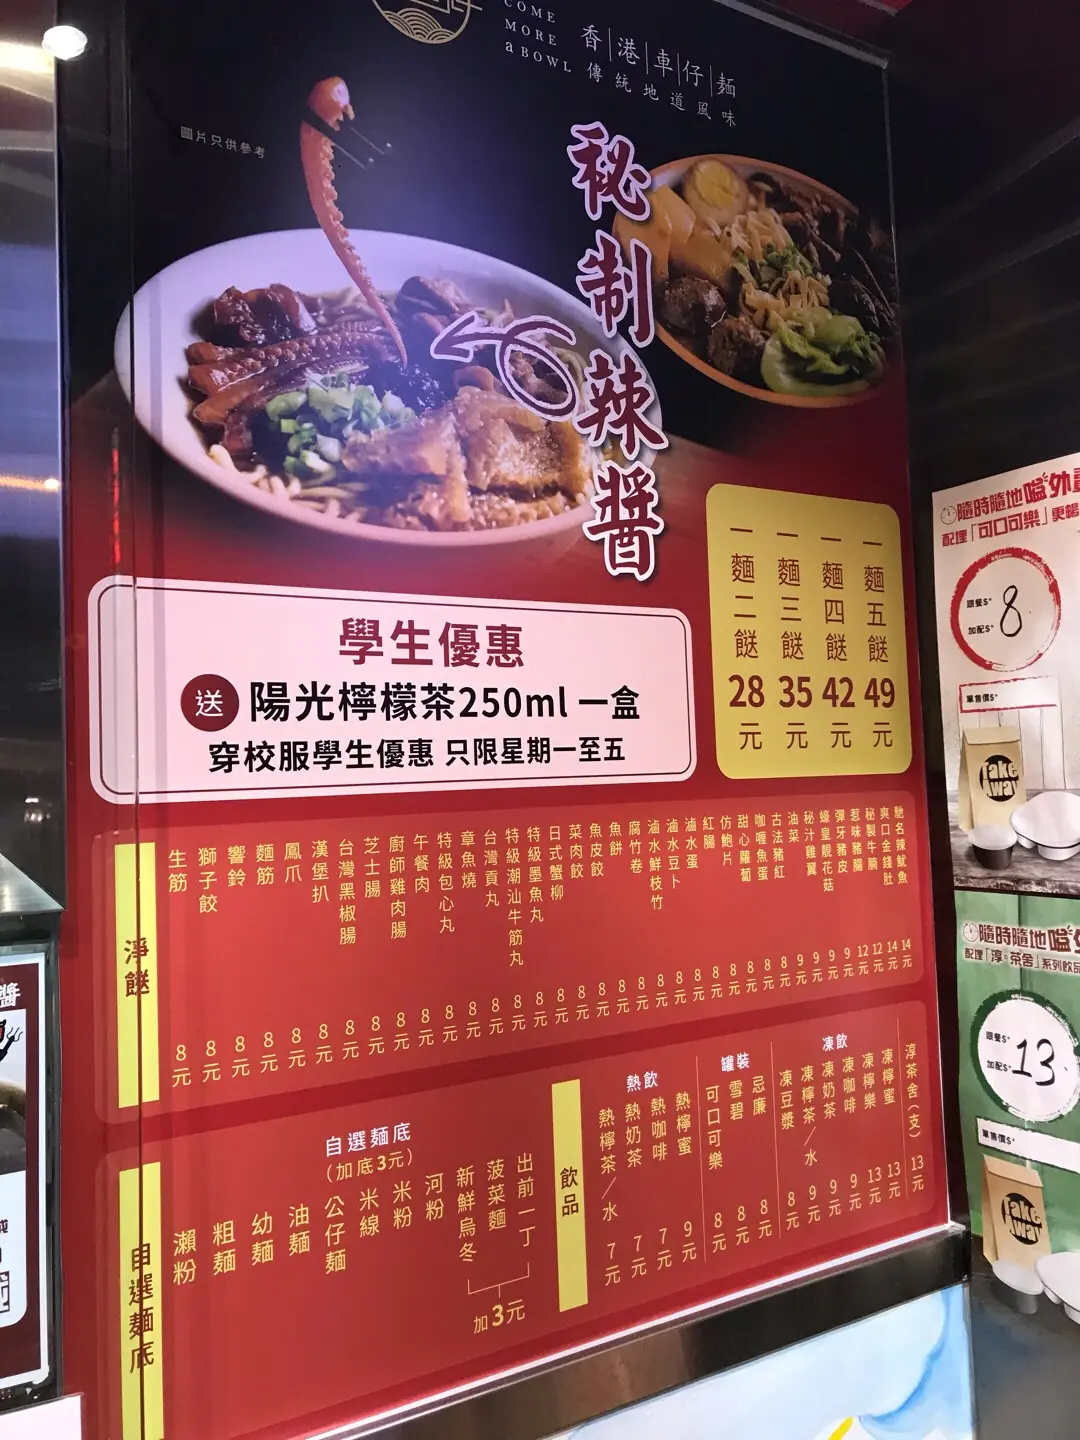 COME
MORE
a BOWL
香港車仔麵
傳統地道風味
圖片只供參考
秘制辣醬
一麵二餸 28元
一麵三餸 35元
一麵四餸 42元
一麵五餸 49元
學生優惠
送 陽光檸檬茶250ml 一盒
穿校服學生優惠 只限星期一至五
淨餸
生筋 8元
獅子餃 8元
響鈴 8元
麵筋 8元
鳳爪 8元
漢堡扒 8元
台灣黑椒腸 8元
芝士腸 8元
廚師雞肉腸 8元
午餐肉 8元
特級包心丸 8元
章魚燒 8元
台灣貢丸 8元
特級潮汕牛筋丸 8元
特級墨魚丸 8元
日式蟹柳 8元
菜肉餃 8元
魚皮餃 8元
魚餅 8元
腐竹卷 8元
滷水鮮枝竹 8元
滷水豆卜 8元
滷水蛋 8元
紅腸 8元
仿鮑片 8元
甜心蘿蔔 8元
咖喱魚蛋 8元
古法豬紅 8元
油菜 8元
秘汁雞翼 9元
蠔皇靚花菇 9元
彈牙豬皮 9元
惹味豬腸 9元
秘製牛腩 12元
爽口金錢肚 12元
馳名辣魷魚 14元
14元
自選麵底
自選麵底
（加底3元）
瀨粉
粗麵
幼麵
油麵
公仔麵
米線
米粉
河粉
新鮮烏冬
菠菜麵
出前一丁
加3元
飲品
熱飲
熱檸茶／水 7元
熱奶茶 7元
熱咖啡 7元
熱檸蜜 9元
罐裝
可口可樂 8元
雪碧 8元
忌廉 8元
凍飲
凍豆漿 8元
凍檸茶／水 9元
凍奶茶 9元
凍咖啡 9元
凍檸樂 13元
凍檸蜜 13元
淳茶舍（支） 13元
隨時隨地嗌外
配埋「可口可樂」更暢
跟餐$
加配$
8
單售價$
Take Away
隨時隨地嗌
配埋「淳。茶舍」系列飲品
跟餐$
加配$
13
單售價$
Take Away
醬